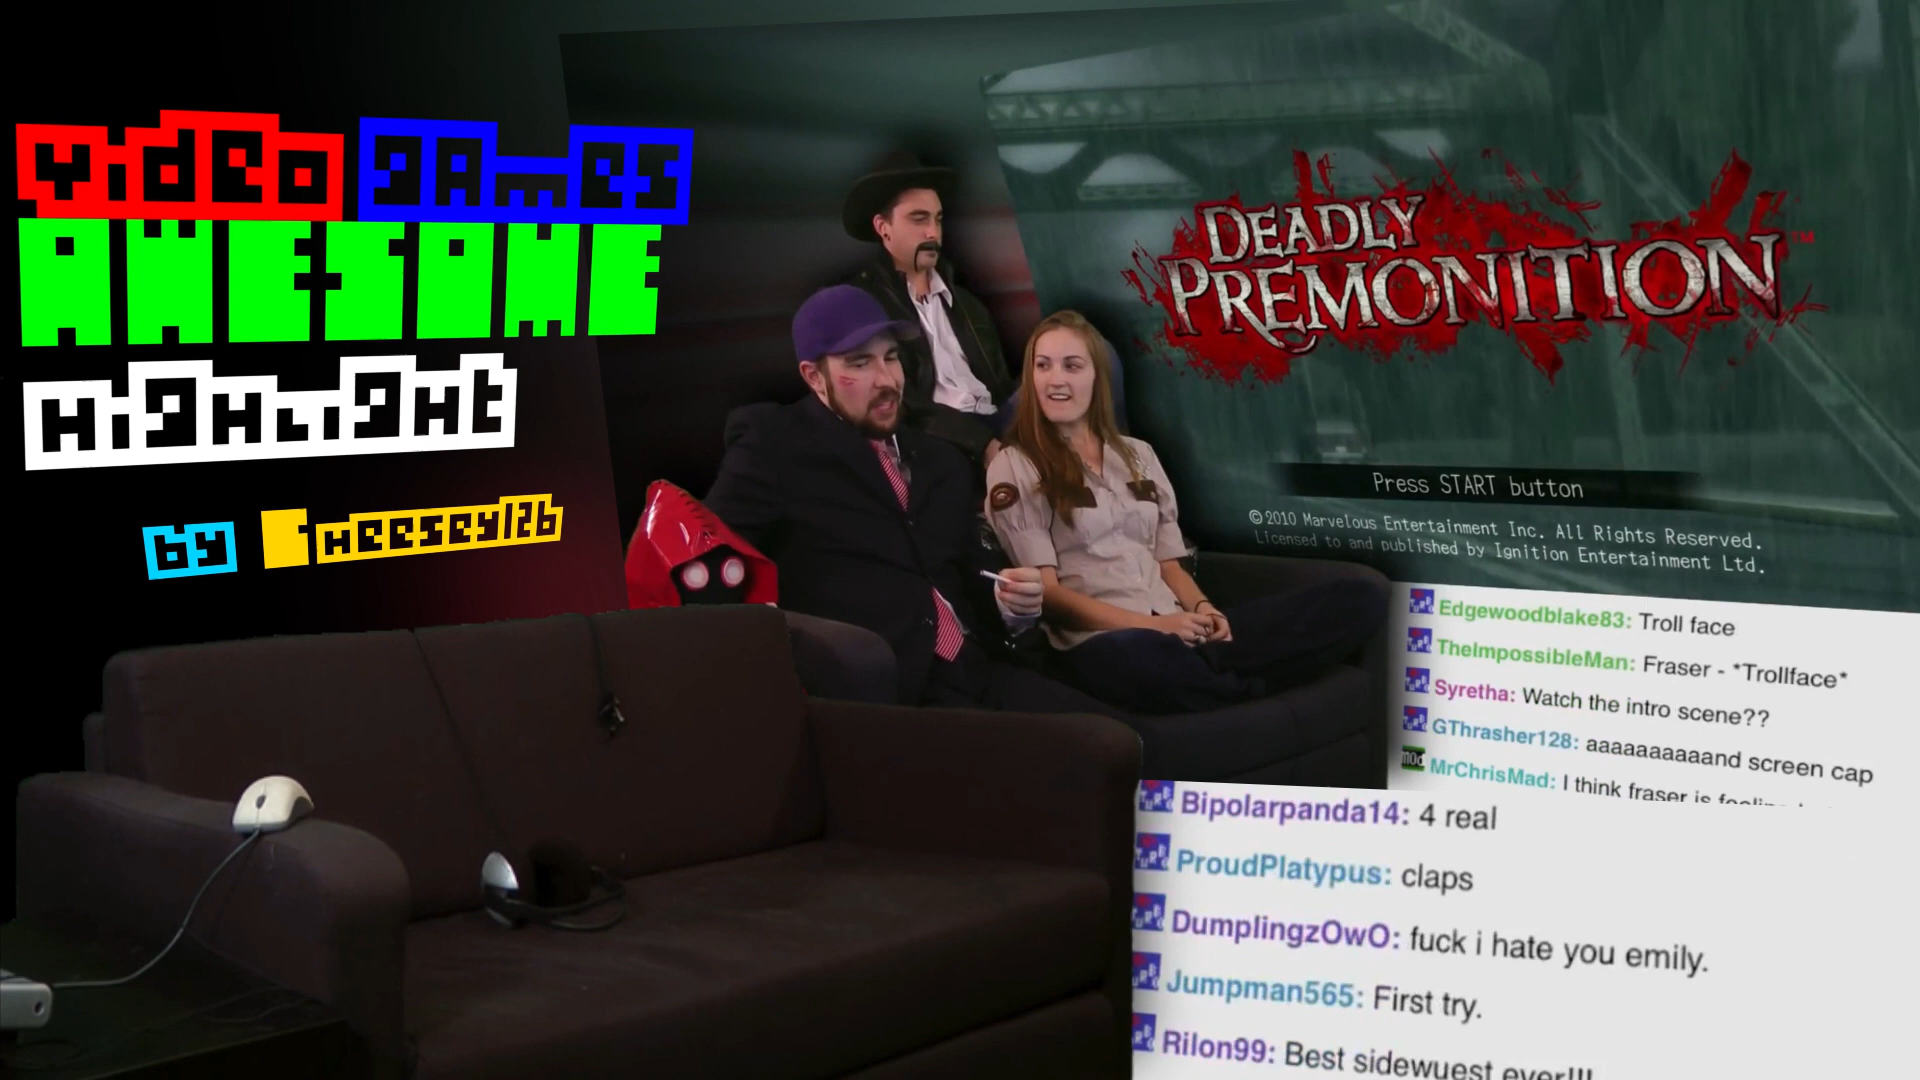 video games
AWESOME
HiGHLiGHt
by Cheesey126
DEADLY
PREMONITION™
Press START button
©2010 Marvelous Entertainment Inc. All Rights Reserved.
Licensed to and published by Ignition Entertainment Ltd.
Edgewoodblake83: Troll face
TheImpossibleMan: Fraser - *Trollface*
Syretha: Watch the intro scene??
GThrasher128: aaaaaaaaaand screen cap
MrChrisMad: I think fraser is
Bipolarpanda14: 4 real
ProudPlatypus: claps
DumplingzOwO: fuck i hate you emily.
Jumpman565: First try.
Rilon99: Best sidewuest ever!!!